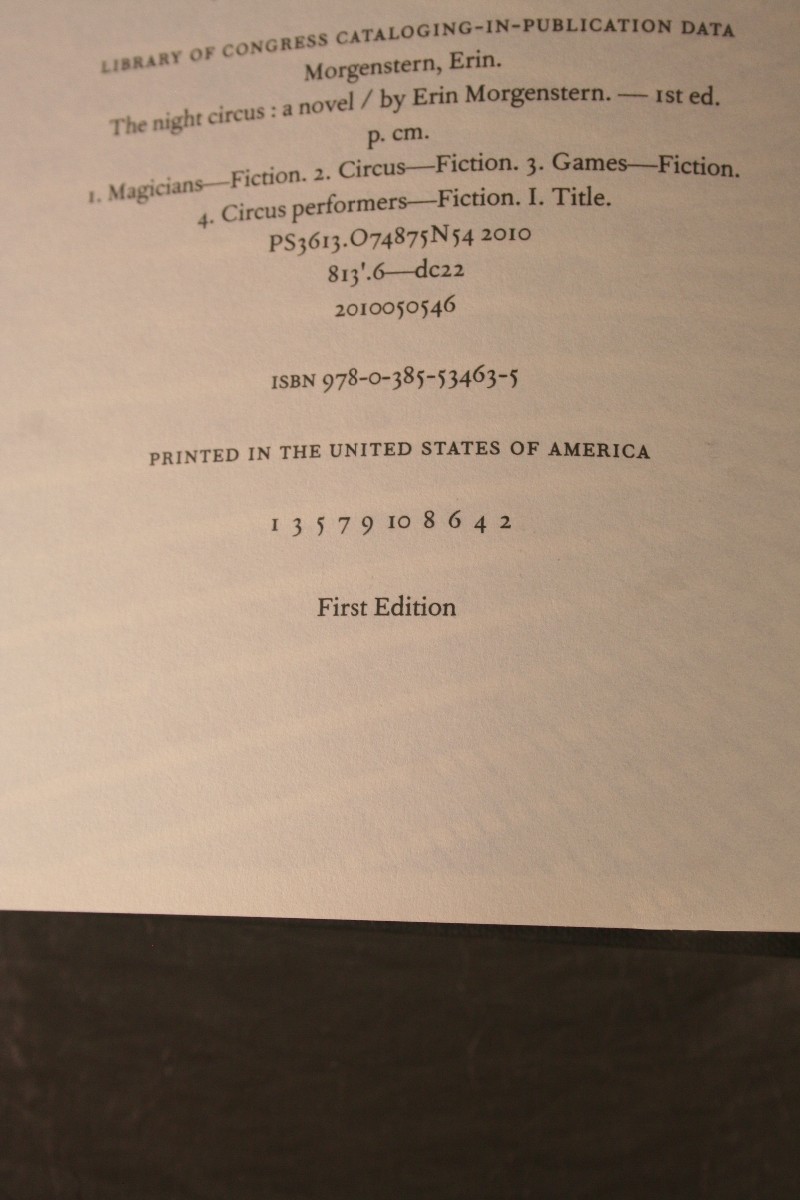 LIBRARY OF CONGRESS CATALOGING-IN-PUBLICATION DATA
Morgenstern, Erin.
The night circus : a novel / by Erin Morgenstern. — 1st ed.
p. cm.
1. Magicians—Fiction. 2. Circus—Fiction. 3. Games—Fiction.
4. Circus performers—Fiction. I. Title.
PS3613.O74875N54 2010
813'.6—dc22
2010050546
ISBN 978-0-385-53463-5
PRINTED IN THE UNITED STATES OF AMERICA
1 3 5 7 9 10 8 6 4 2
First Edition